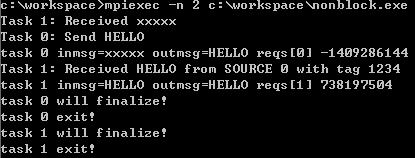 c:\workspace>mpiexec -n 2 c:\workspace\nonblock.exe
Task 1: Received xxxxx
Task 0: Send HELLO
task 0 inmsg=xxxxx outmsg=HELLO reqs[0] -1409286144
Task 1: Received HELLO from SOURCE 0 with tag 1234
task 1 inmsg=HELLO outmsg=HELLO reqs[1] 738197504
task 0 will finalize!
task 0 exit!
task 1 will finalize!
task 1 exit!